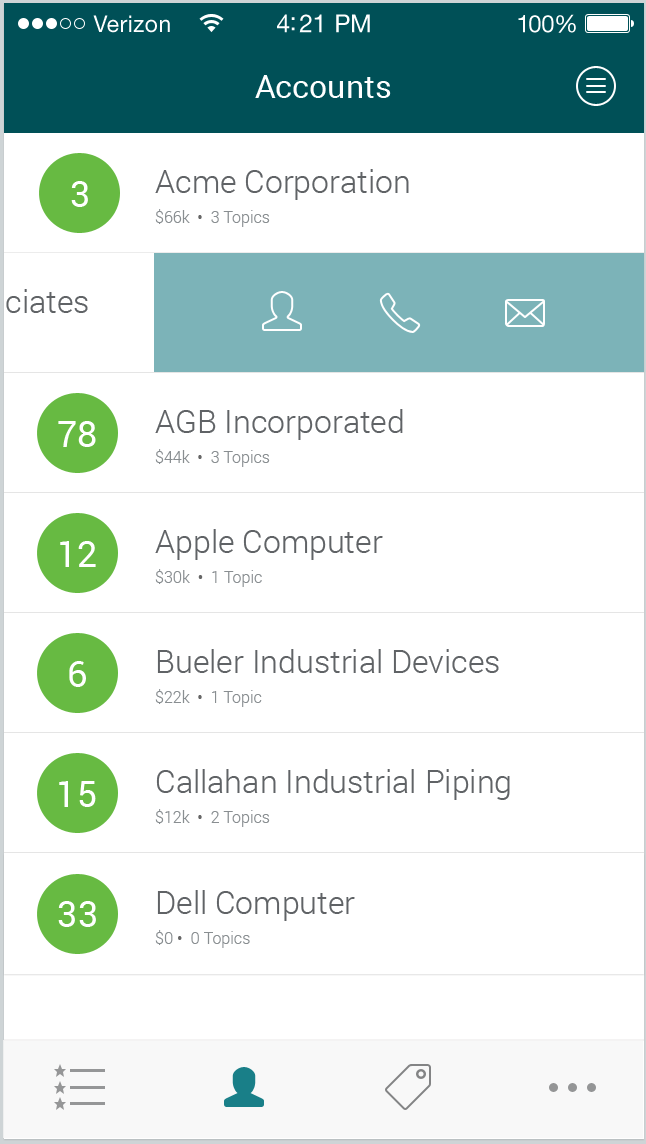 Verizon 4:21 PM 100%
Accounts
3
Acme Corporation
$66k • 3 Topics
ciates
78
AGB Incorporated
$44k • 3 Topics
12
Apple Computer
$30k • 1 Topic
6
Bueler Industrial Devices
$22k • 1 Topic
15
Callahan Industrial Piping
$12k • 2 Topics
33
Dell Computer
$0 • 0 Topics